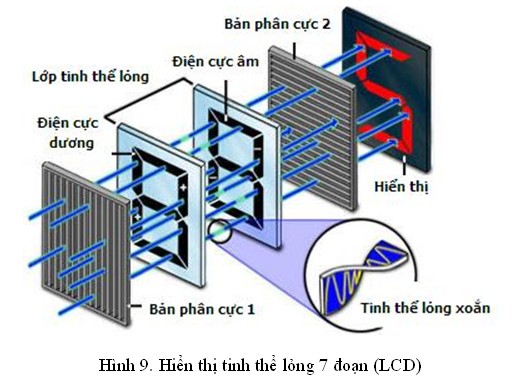 Bản phân cực 2
Điện cực âm
Lớp tinh thể lỏng
Điện cực
dương
+
−
−
Hiển thị
Tinh thể lỏng xoắn
Bản phân cực 1
Hình 9. Hiển thị tinh thể lỏng 7 đoạn (LCD)